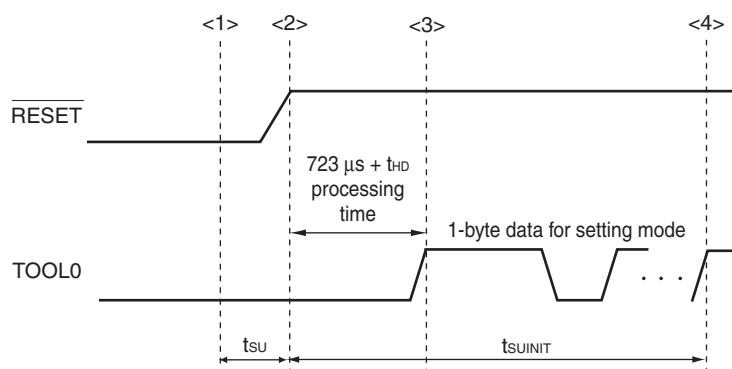 <1> <2> <3> <4>
RESET
723 µs + tHD
processing
time
1-byte data for setting mode
TOOL0
. . .
tSU tSUINIT